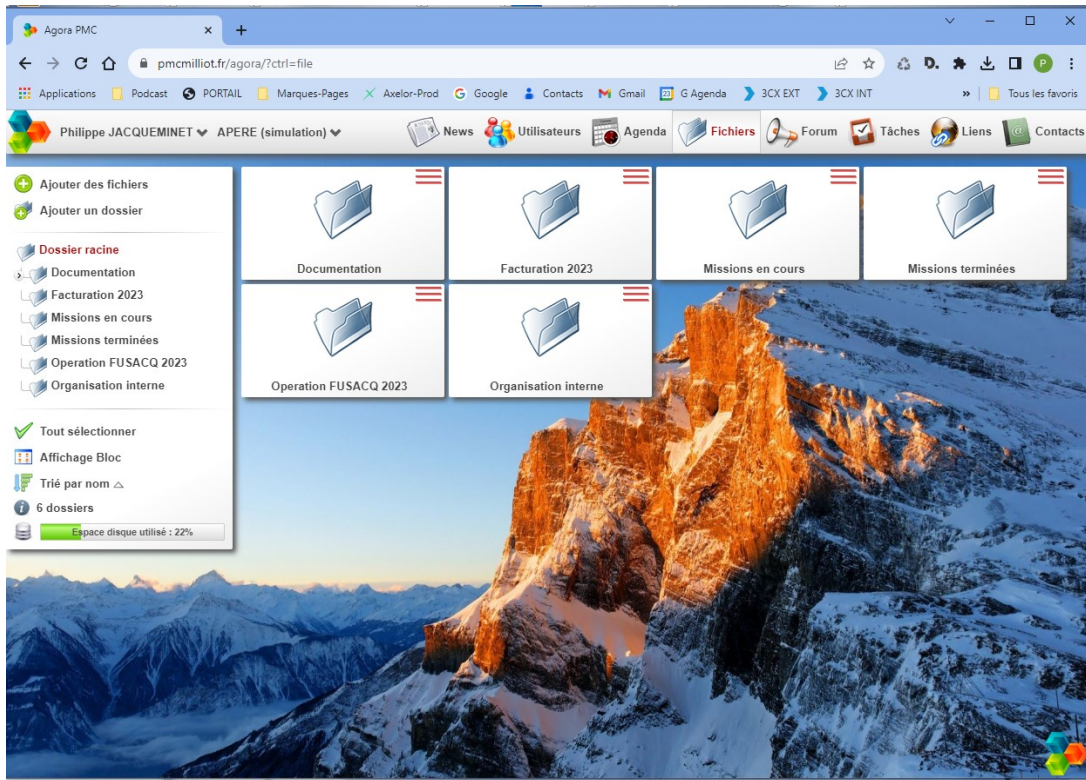 Agora PMC
pmcmilliot.fr/agora/?ctrl=file
P
Applications Podcast PORTAIL Marques-Pages Axelor-Prod Google Contacts Gmail G Agenda 3CX EXT 3CX INT » Tous les favoris
Philippe JACQUEMINET APERE (simulation) News Utilisateurs Agenda Fichiers Forum Tâches Liens Contacts
Ajouter des fichiers
Ajouter un dossier
Dossier racine
Documentation
Facturation 2023
Missions en cours
Missions terminées
Operation FUSACQ 2023
Organisation interne
Tout sélectionner
Affichage Bloc
Trié par nom
6 dossiers
Espace disque utilisé : 22%
Documentation Facturation 2023 Missions en cours Missions terminées
Operation FUSACQ 2023 Organisation interne